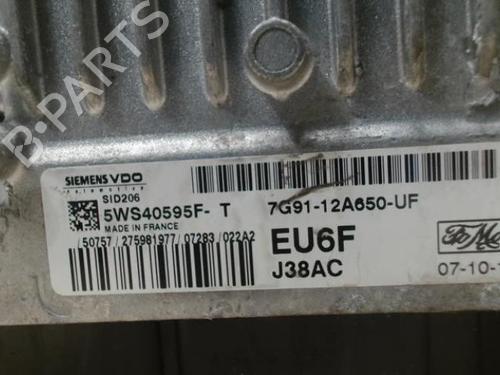 B-PARTS
SIEMENS VDO
Automotive
SID206
5WS40595F- T
MADE IN FRANCE
/50757/275981977/07283/022A2
7G91-12A650-UF
EU6F
J38AC
07-10-